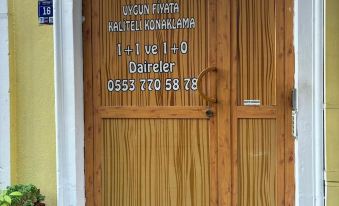 16
UYGUN FİYATA
KALİTELİ KONAKLAMA
1+1 ve 1+0
Daireler
0553 770 58 78